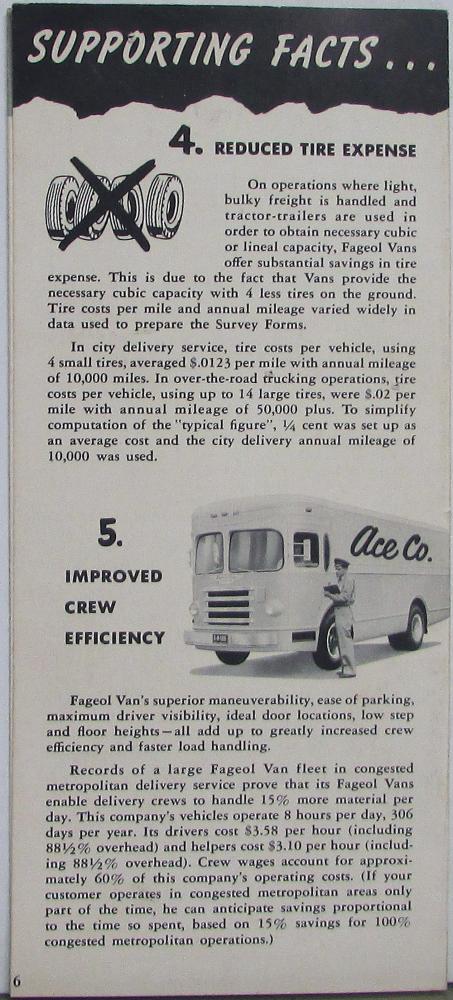 SUPPORTING FACTS...
4. REDUCED TIRE EXPENSE
On operations where light,
bulky freight is handled and
tractor-trailers are used in
order to obtain necessary cubic
or lineal capacity, Fageol Vans
offer substantial savings in tire
expense. This is due to the fact that Vans provide the
necessary cubic capacity with 4 less tires on the ground.
Tire costs per mile and annual mileage varied widely in
data used to prepare the Survey Forms.
In city delivery service, tire costs per vehicle, using
4 small tires, averaged $.0123 per mile with annual mileage
of 10,000 miles. In over-the-road trucking operations, tire
costs per vehicle, using up to 14 large tires, were $.02 per
mile with annual mileage of 50,000 plus. To simplify
computation of the "typical figure", ¼ cent was set up as
an average cost and the city delivery annual mileage of
10,000 was used.
5.
IMPROVED
CREW
EFFICIENCY
Ace Co.
Fageol Van's superior maneuverability, ease of parking,
maximum driver visibility, ideal door locations, low step
and floor heights—all add up to greatly increased crew
efficiency and faster load handling.
Records of a large Fageol Van fleet in congested
metropolitan delivery service prove that its Fageol Vans
enable delivery crews to handle 15% more material per
day. This company's vehicles operate 8 hours per day, 306
days per year. Its drivers cost $3.58 per hour (including
88½% overhead) and helpers cost $3.10 per hour (includ-
ing 88½% overhead). Crew wages account for approxi-
mately 60% of this company's operating costs. (If your
customer operates in congested metropolitan areas only
part of the time, he can anticipate savings proportional
to the time so spent, based on 15% savings for 100%
congested metropolitan operations.)
6